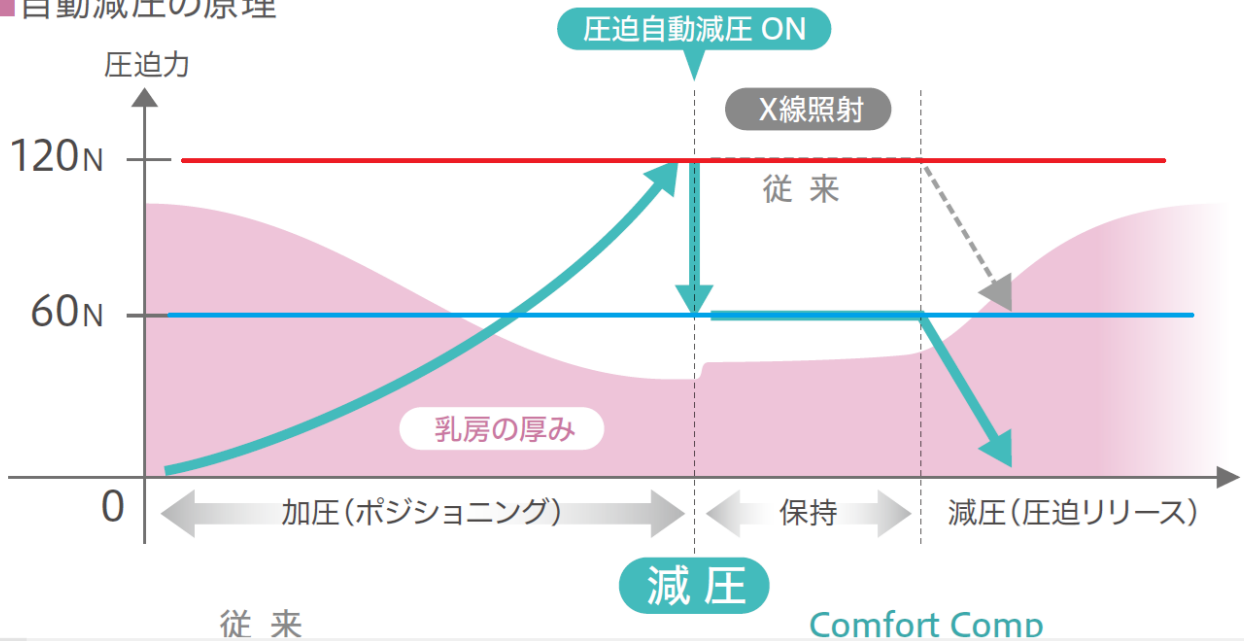 ■自動減圧の原理
圧迫自動減圧 ON
圧迫力
X線照射
120N
従 来
60N
乳房の厚み
0
加圧(ポジショニング)
保持
減圧(圧迫リリース)
減 圧
従 来
Comfort Comp